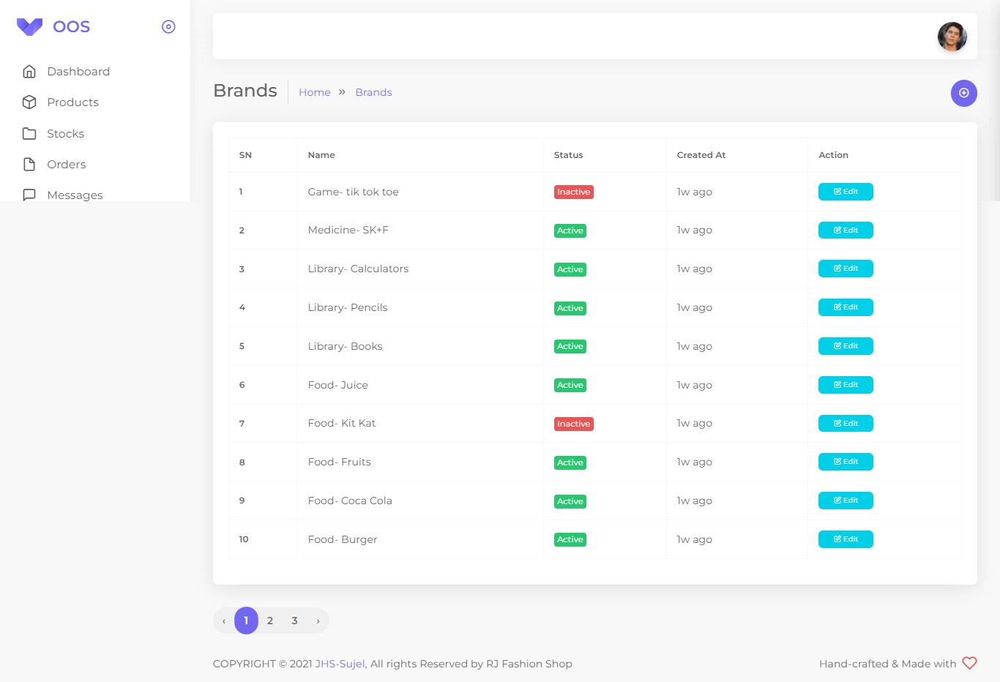 OOS
Dashboard
Products
Stocks
Orders
Messages
Brands
Home » Brands
SN Name Status Created At Action
1 Game- tik tok toe Inactive 1w ago Edit
2 Medicine- SK+F Active 1w ago Edit
3 Library- Calculators Active 1w ago Edit
4 Library- Pencils Active 1w ago Edit
5 Library- Books Active 1w ago Edit
6 Food- Juice Active 1w ago Edit
7 Food- Kit Kat Inactive 1w ago Edit
8 Food- Fruits Active 1w ago Edit
9 Food- Coca Cola Active 1w ago Edit
10 Food- Burger Active 1w ago Edit
‹ 1 2 3 ›
COPYRIGHT © 2021 JHS-Sujel, All rights Reserved by RJ Fashion Shop
Hand-crafted & Made with